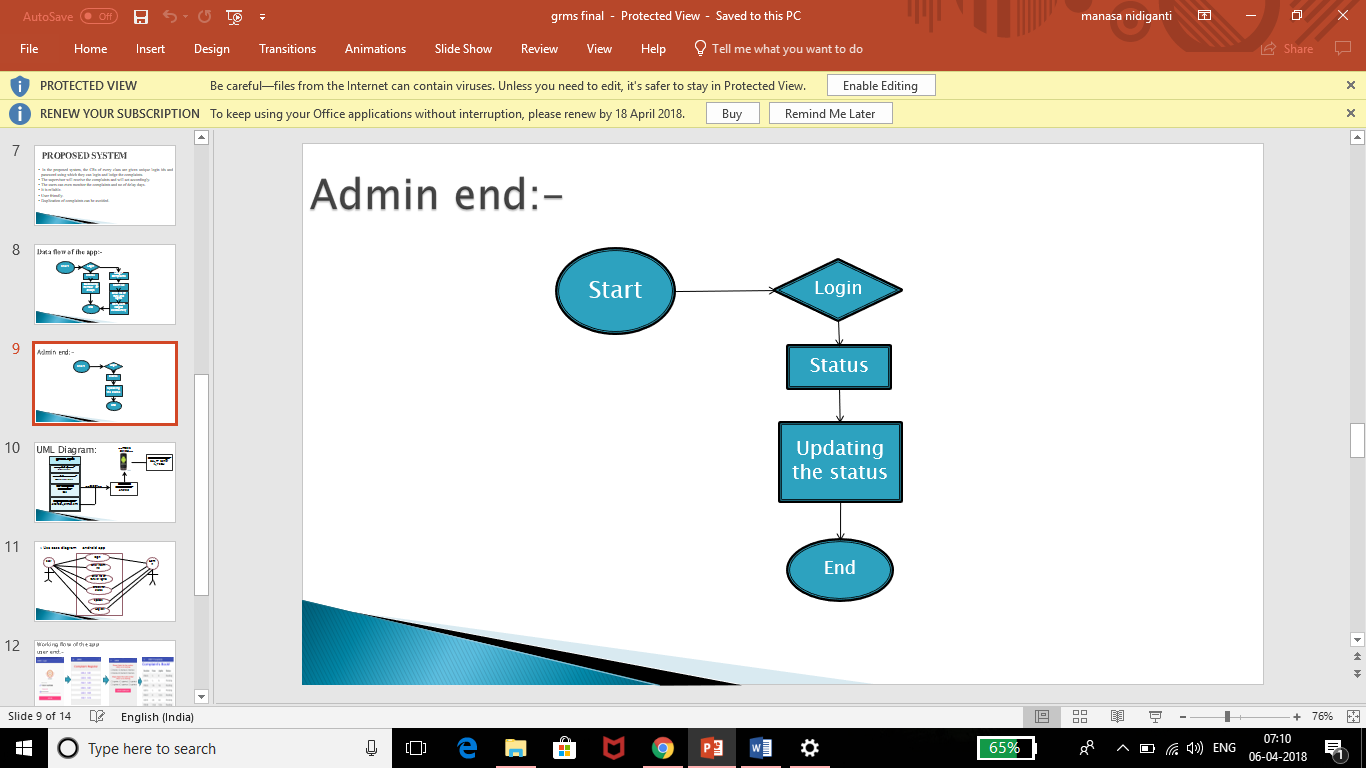 AutoSave Off
grms final - Protected View - Saved to this PC
manasa nidiganti
File Home Insert Design Transitions Animations Slide Show Review View Help Tell me what you want to do
Share
PROTECTED VIEW Be careful—files from the Internet can contain viruses. Unless you need to edit, it's safer to stay in Protected View. Enable Editing
RENEW YOUR SUBSCRIPTION To keep using your Office applications without interruption, please renew by 18 April 2018. Buy Remind Me Later
7
PROPOSED SYSTEM
8
Data flow of the app:-
9
Admin end:-
10
UML Diagram:
11
Use case diagram android app
12
Working flow of the app
user end:-
Admin end:-
Start
Login
Status
Updating
the status
End
Slide 9 of 14
English (India)
76%
Type here to search
65%
ENG
07:10
06-04-2018
1